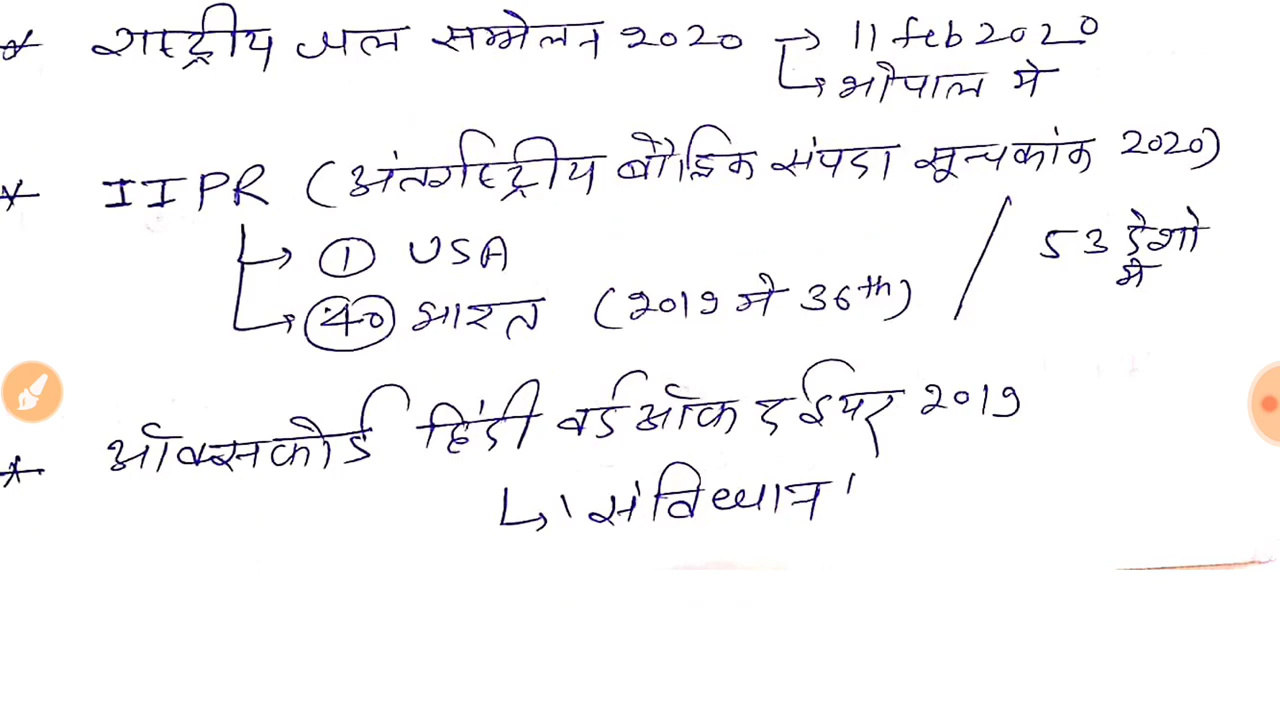 * राष्ट्रीय जल सम्मेलन 2020 → 11 feb 2020
↳ भोपाल मे
* IIPR (अंतर्राष्ट्रीय बौद्धिक संपदा सूचकांक 2020)
→ ① USA / 53 देशो मे
→ ㊵ भारत (2019 मे 36th)
* ऑक्सफोर्ड हिंदी वर्ड ऑफ द ईयर 2019
↳ 'संविधान'